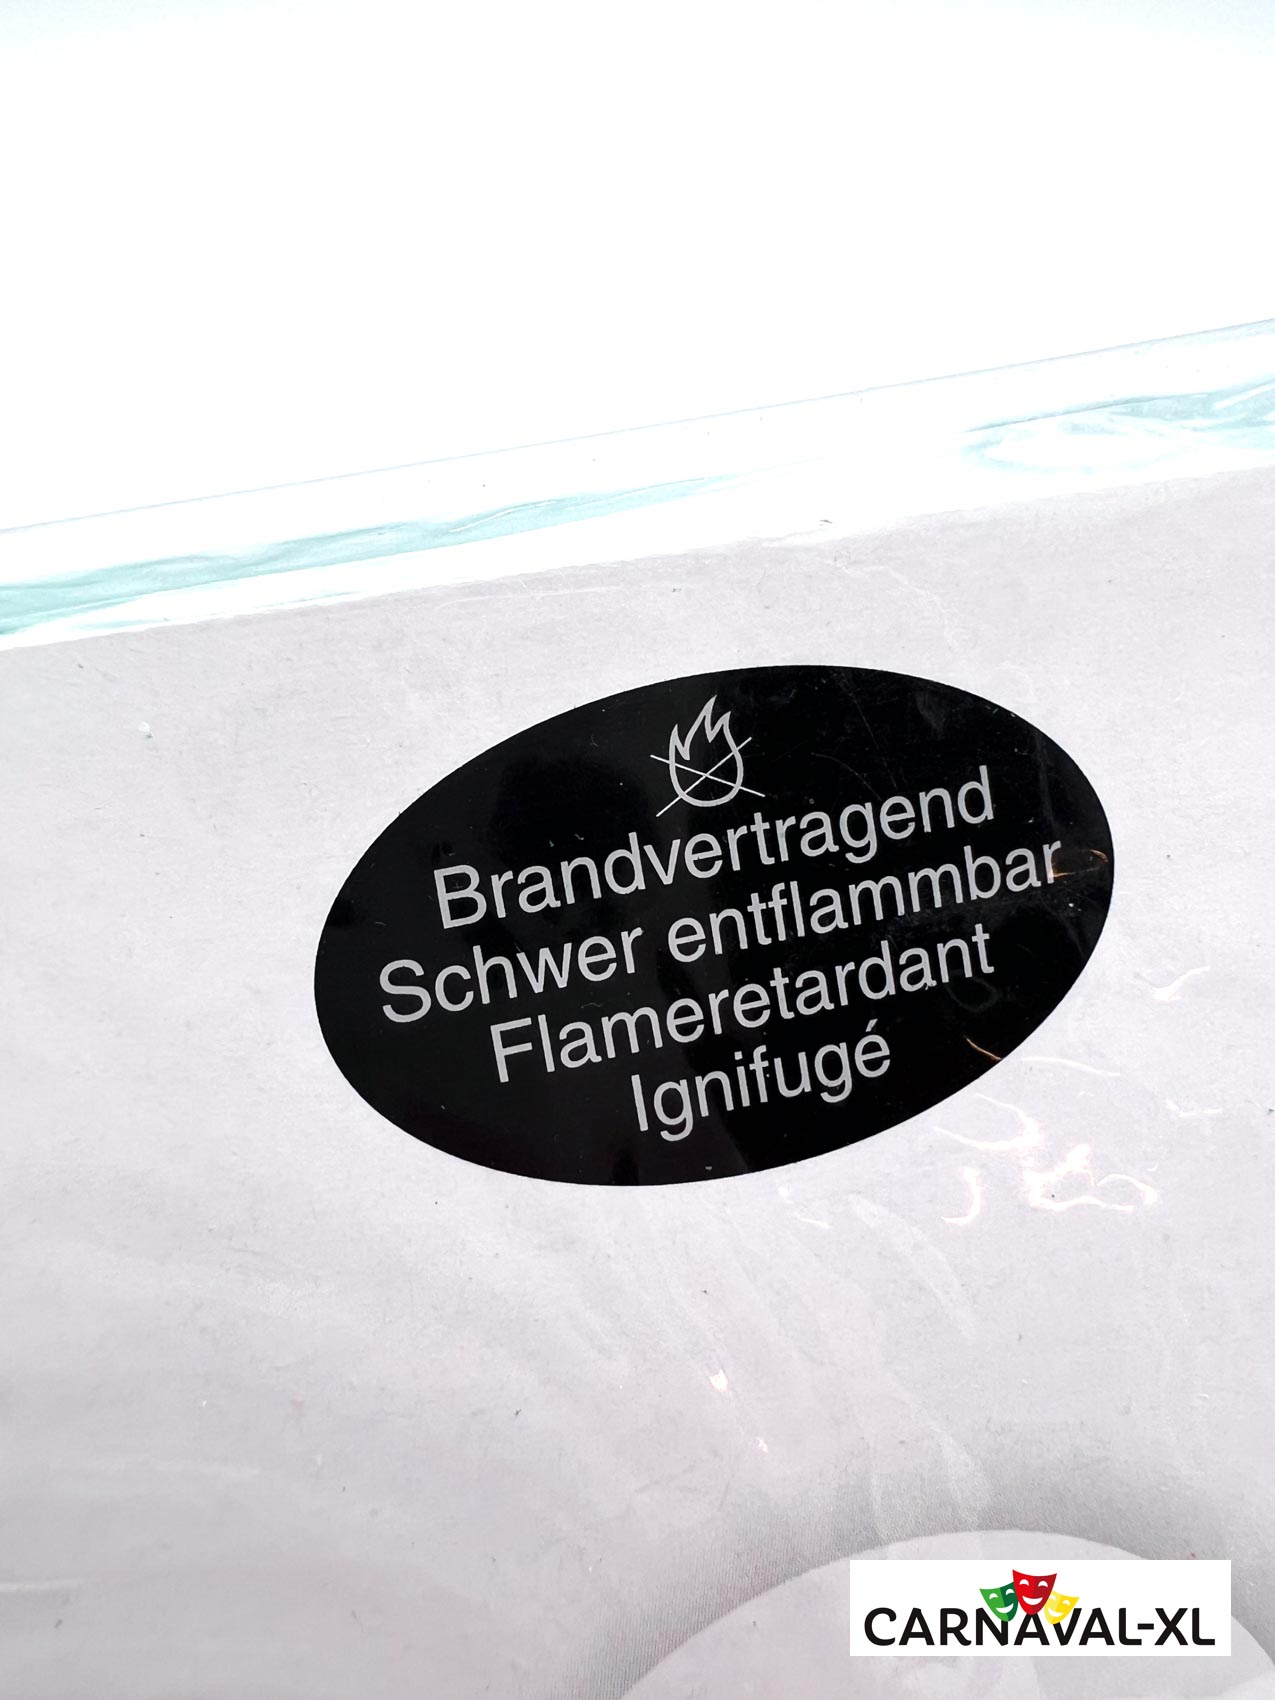 Brandvertragend
Schwer entflammbar
Flameretardant
Ignifugé
CARNAVAL-XL